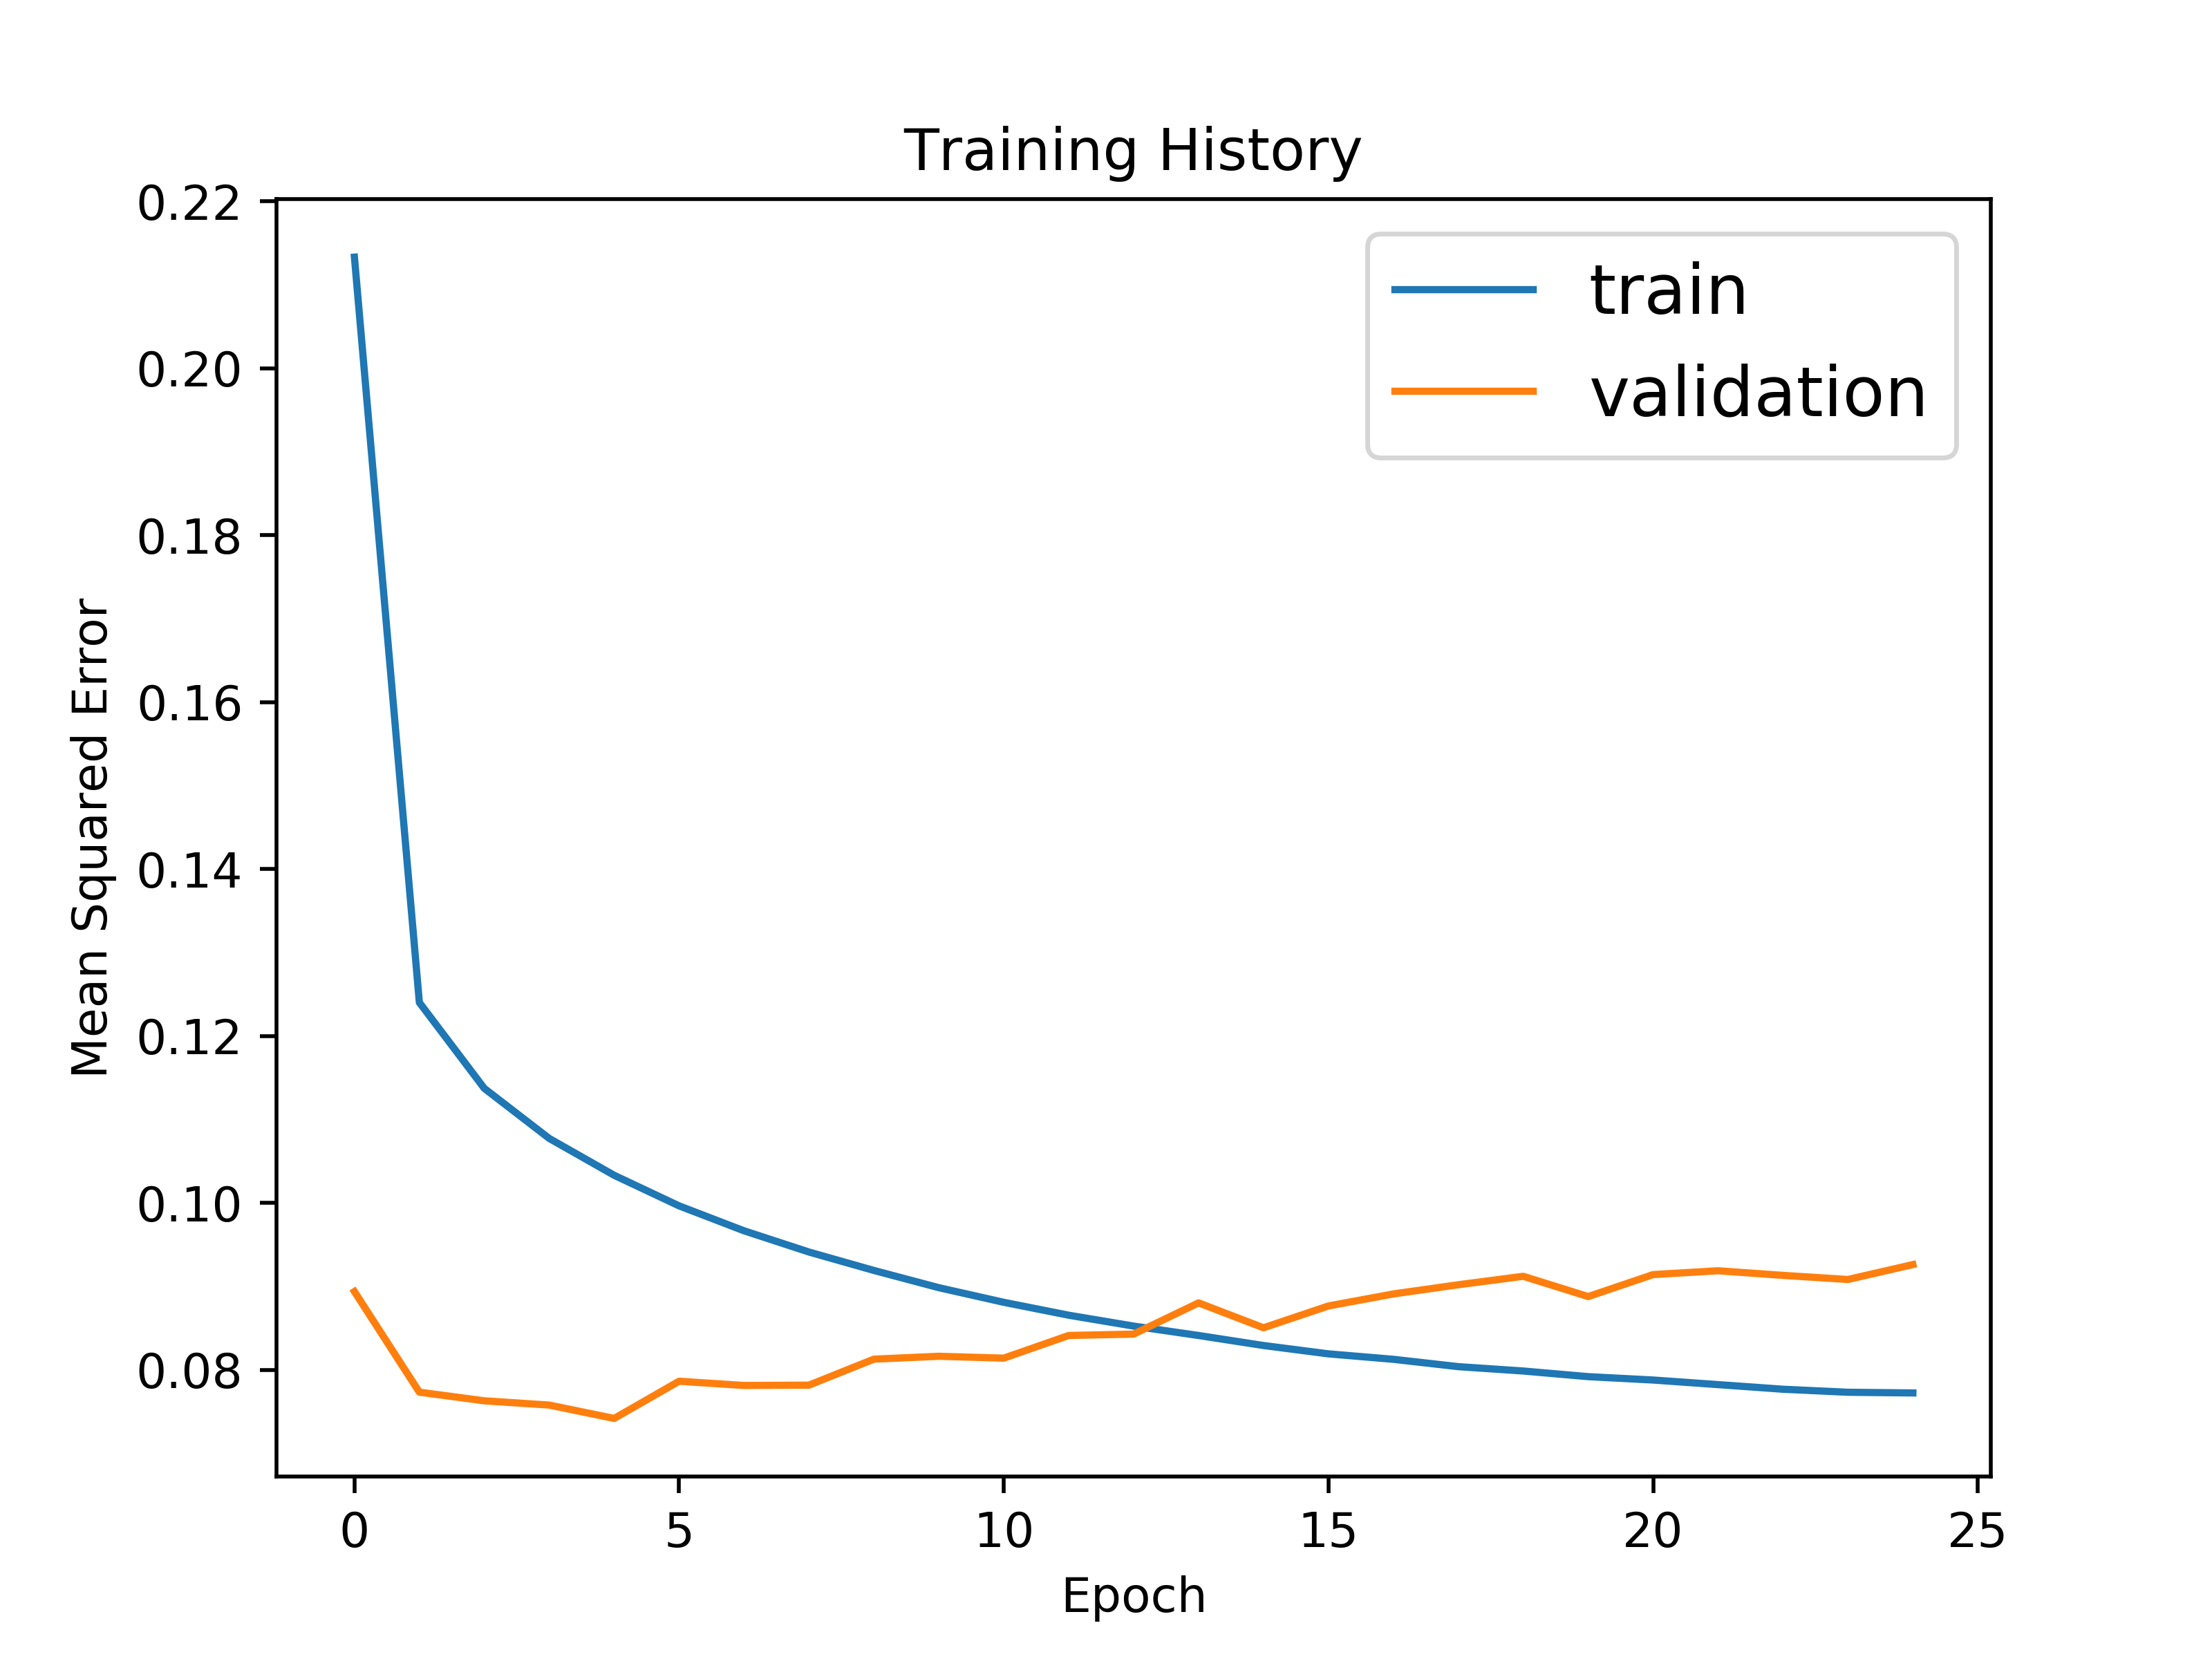 Training History
train
validation
Mean Squared Error
0.22
0.20
0.18
0.16
0.14
0.12
0.10
0.08
0
5
10
15
20
25
Epoch